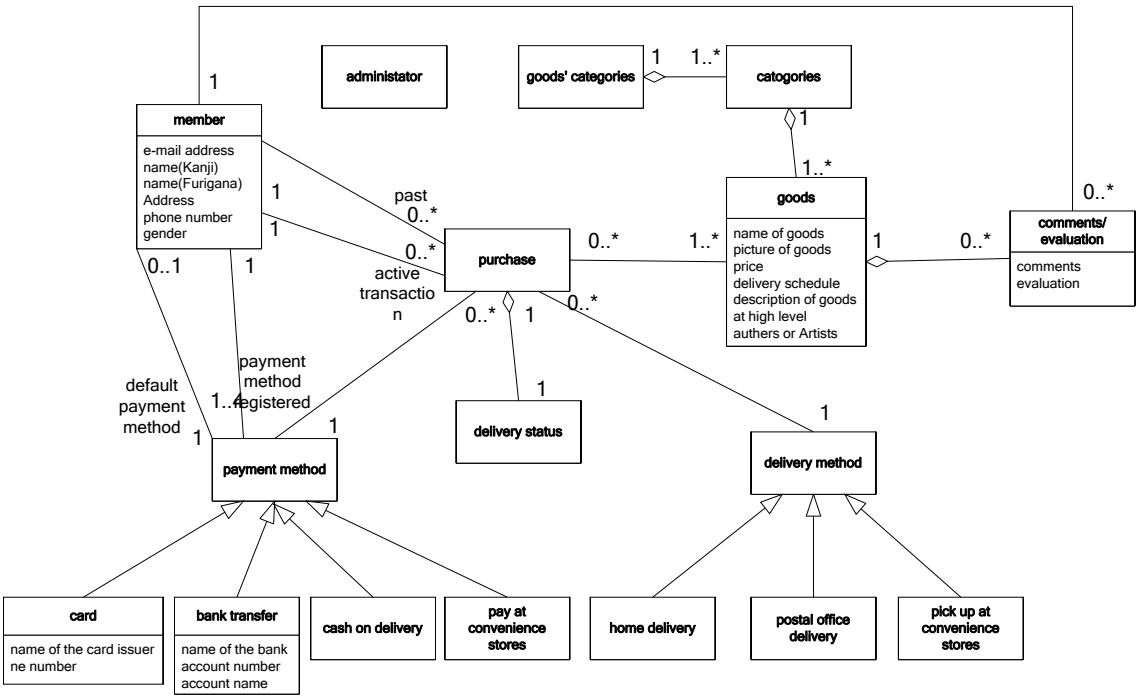 1
administator
goods' categories
1
1..*
catogories
1
1..*
member
e-mail address
name(Kanji)
name(Furigana)
Address
phone number
gender
1
1
past
0..*
0..*
active
transactio
n
purchase
0..*
1..*
goods
name of goods
picture of goods
price
delivery schedule
description of goods
at high level
authers or Artists
1
0..*
0..*
comments/
evaluation
comments
evaluation
0..1
1
0..*
1
0..*
default
payment
method
1
payment
method
registered
1..4
1
1
delivery status
1
payment method
delivery method
card
name of the card issuer
ne number
bank transfer
name of the bank
account number
account name
cash on delivery
pay at
convenience
stores
home delivery
postal office
delivery
pick up at
convenience
stores